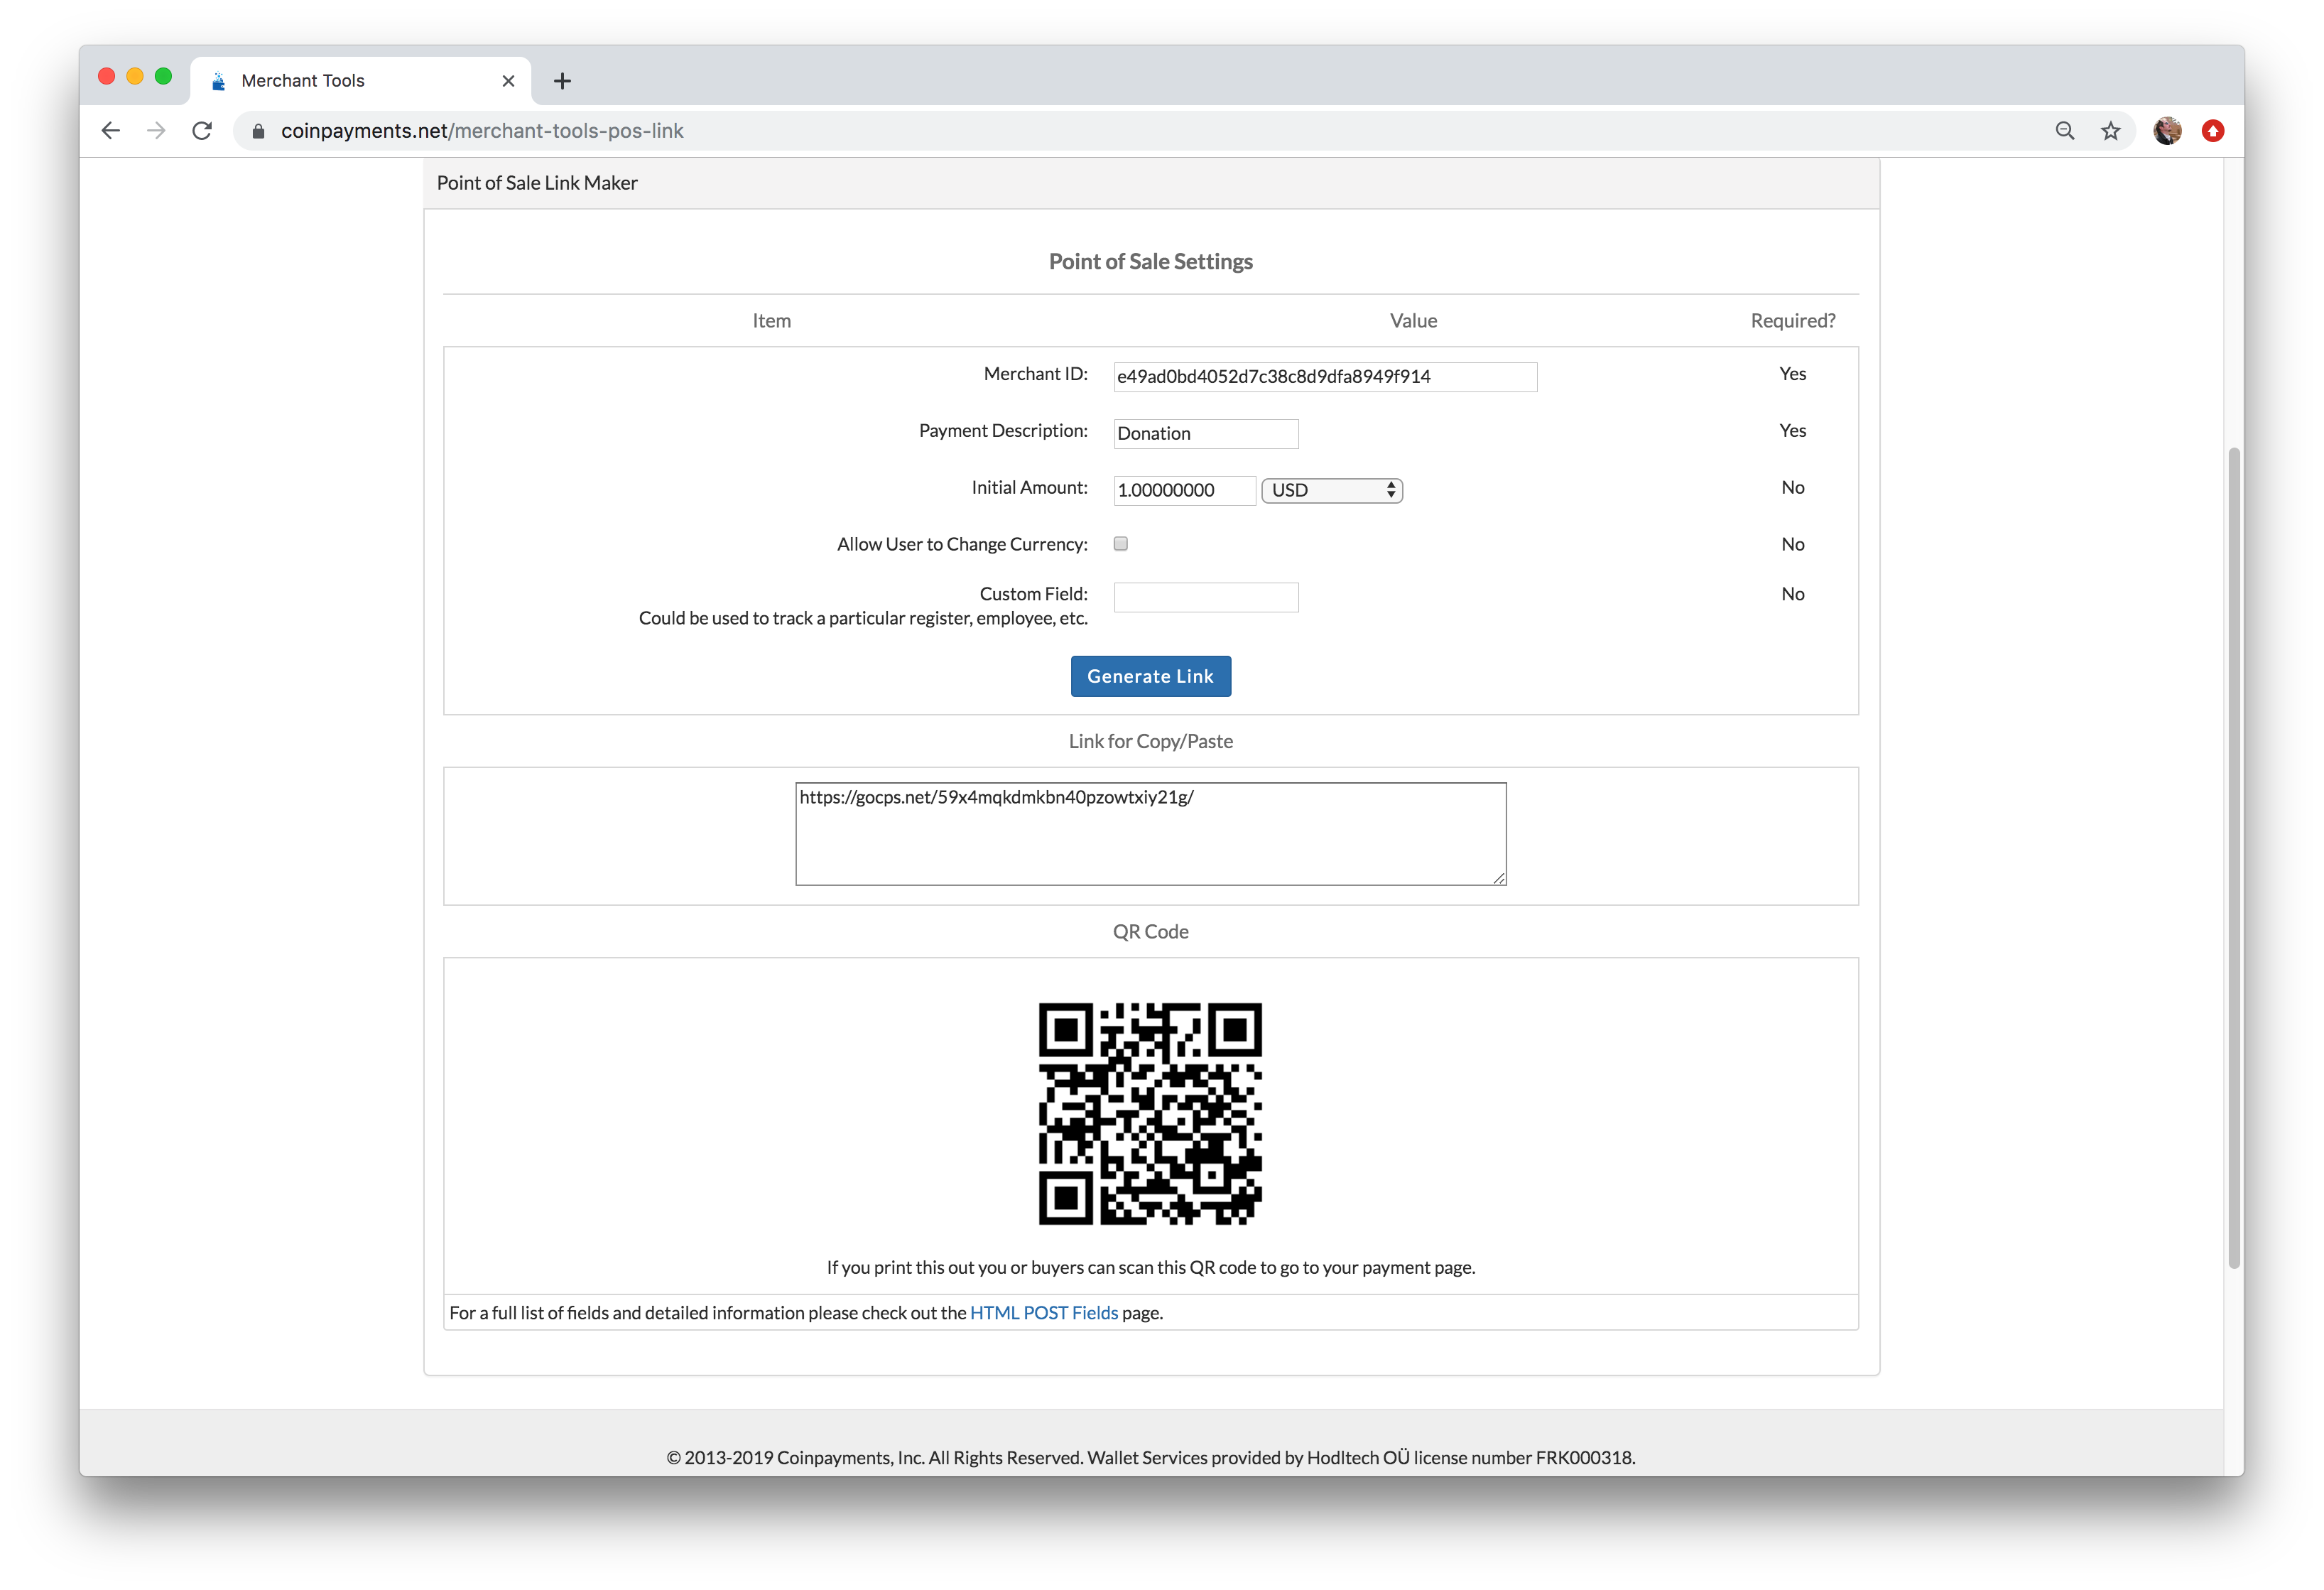 Merchant Tools
coinpayments.net/merchant-tools-pos-link
Point of Sale Link Maker
Point of Sale Settings
Item Value Required?
Merchant ID: e49ad0bd4052d7c38c8d9dfa8949f914 Yes
Payment Description: Donation Yes
Initial Amount: 1.00000000 USD No
Allow User to Change Currency: No
Custom Field: No
Could be used to track a particular register, employee, etc.
Generate Link
Link for Copy/Paste
https://gocps.net/59x4mqkdmkbn40pzowtxiy21g/
QR Code
If you print this out you or buyers can scan this QR code to go to your payment page.
For a full list of fields and detailed information please check out the HTML POST Fields page.
© 2013-2019 Coinpayments, Inc. All Rights Reserved. Wallet Services provided by Hodltech OÜ license number FRK000318.